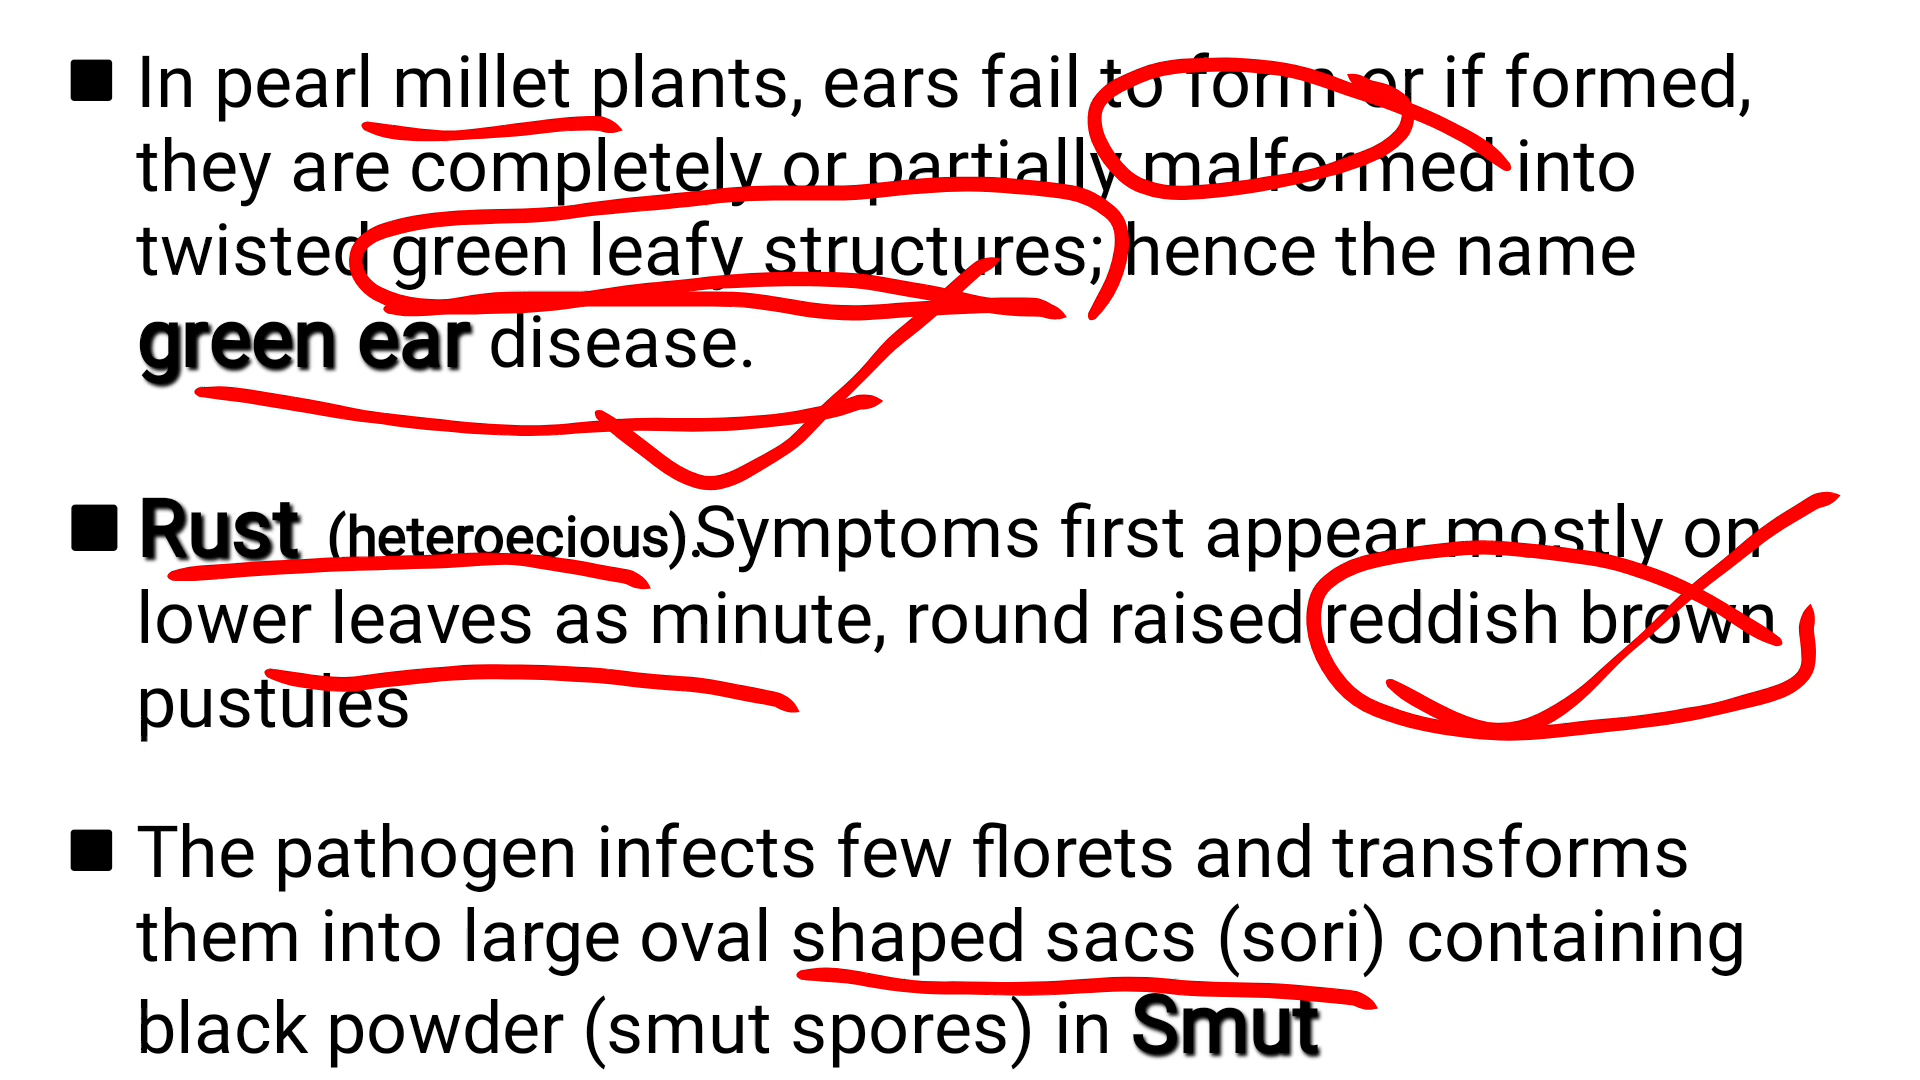 ■ In pearl millet plants, ears fail to form or if formed,
they are completely or partially malformed into
twisted green leafy structures; hence the name
green ear disease.
■ Rust (heteroecious).Symptoms first appear mostly on
lower leaves as minute, round raised reddish brown
pustules
■ The pathogen infects few florets and transforms
them into large oval shaped sacs (sori) containing
black powder (smut spores) in Smut